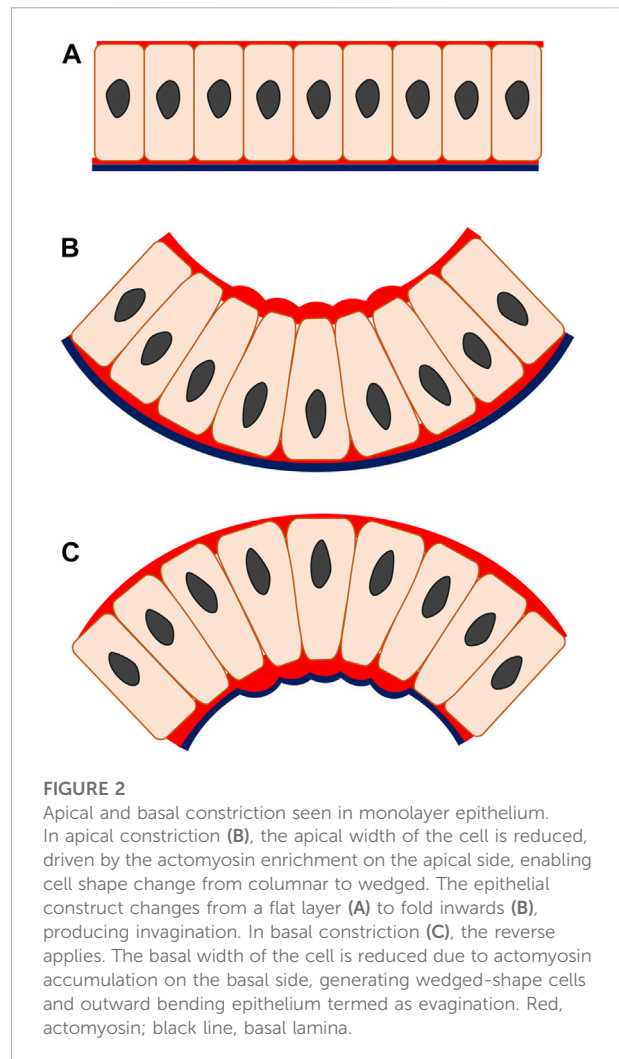 A
B
C
FIGURE 2
Apical and basal constriction seen in monolayer epithelium.
In apical constriction (B), the apical width of the cell is reduced,
driven by the actomyosin enrichment on the apical side, enabling
cell shape change from columnar to wedged. The epithelial
construct changes from a flat layer (A) to fold inwards (B),
producing invagination. In basal constriction (C), the reverse
applies. The basal width of the cell is reduced due to actomyosin
accumulation on the basal side, generating wedged-shape cells
and outward bending epithelium termed as evagination. Red,
actomyosin; black line, basal lamina.